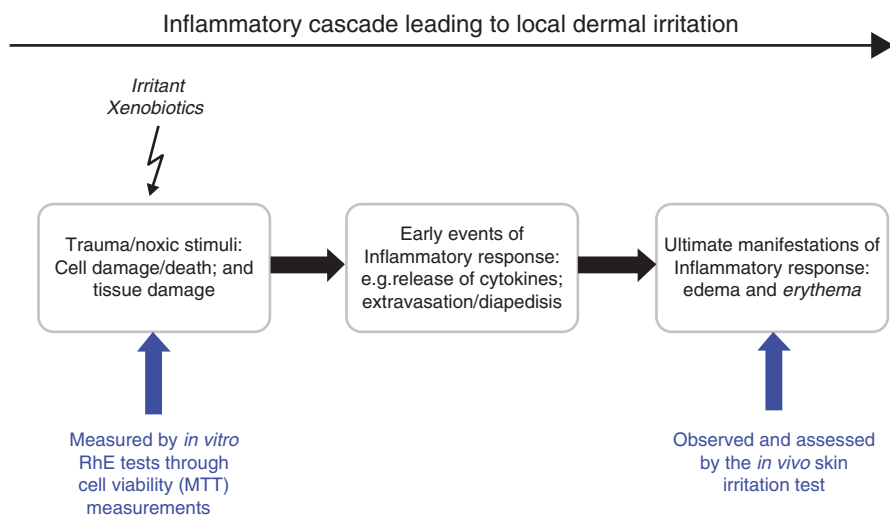 Inflammatory cascade leading to local dermal irritation
Irritant
Xenobiotics
Trauma/noxic stimuli:
Cell damage/death; and
tissue damage
Early events of
Inflammatory response:
e.g.release of cytokines;
extravasation/diapedisis
Ultimate manifestations of
Inflammatory response:
edema and erythema
Measured by in vitro
RhE tests through
cell viability (MTT)
measurements
Observed and assessed
by the in vivo skin
irritation test